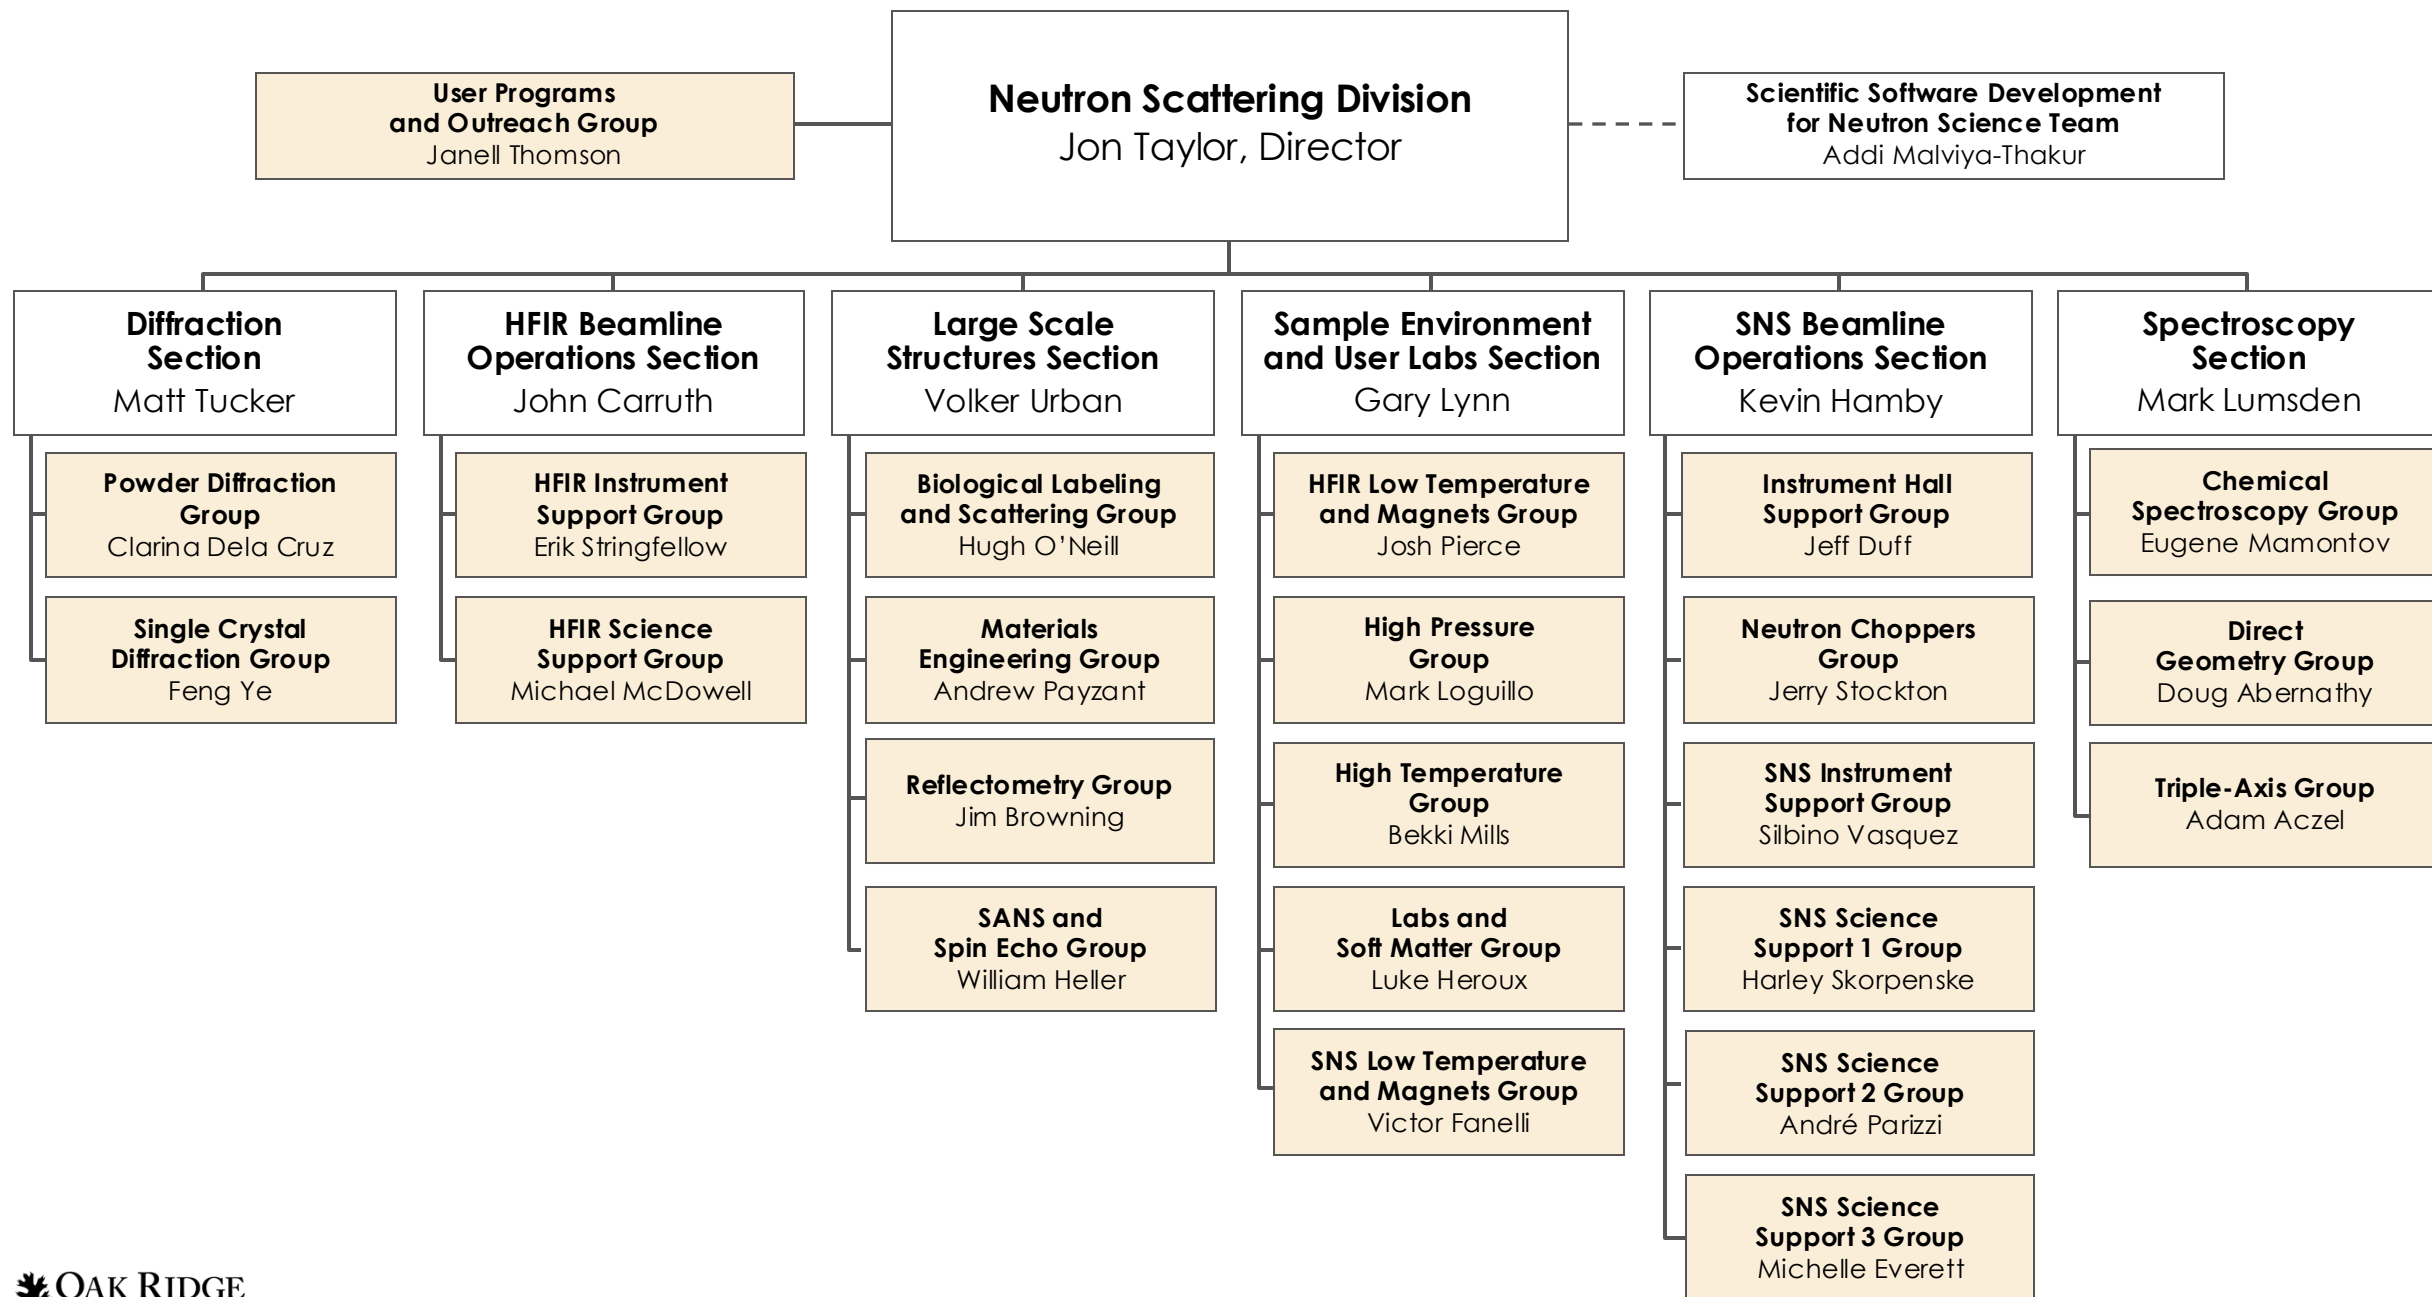 User Programs
and Outreach Group
Janell Thomson
Neutron Scattering Division
Jon Taylor, Director
Scientific Software Development
for Neutron Science Team
Addi Malviya-Thakur
Diffraction
Section
Matt Tucker
Powder Diffraction
Group
Clarina Dela Cruz
Single Crystal
Diffraction Group
Feng Ye
HFIR Beamline
Operations Section
John Carruth
HFIR Instrument
Support Group
Erik Stringfellow
HFIR Science
Support Group
Michael McDowell
Large Scale
Structures Section
Volker Urban
Biological Labeling
and Scattering Group
Hugh O’Neill
Materials
Engineering Group
Andrew Payzant
Reflectometry Group
Jim Browning
SANS and
Spin Echo Group
William Heller
Sample Environment
and User Labs Section
Gary Lynn
HFIR Low Temperature
and Magnets Group
Josh Pierce
High Pressure
Group
Mark Loguillo
High Temperature
Group
Bekki Mills
Labs and
Soft Matter Group
Luke Heroux
SNS Low Temperature
and Magnets Group
Victor Fanelli
SNS Beamline
Operations Section
Kevin Hamby
Instrument Hall
Support Group
Jeff Duff
Neutron Choppers
Group
Jerry Stockton
SNS Instrument
Support Group
Silbino Vasquez
SNS Science
Support 1 Group
Harley Skorpenske
SNS Science
Support 2 Group
André Parizzi
SNS Science
Support 3 Group
Michelle Everett
Spectroscopy
Section
Mark Lumsden
Chemical
Spectroscopy Group
Eugene Mamontov
Direct
Geometry Group
Doug Abernathy
Triple-Axis Group
Adam Aczel
OAK RIDGE